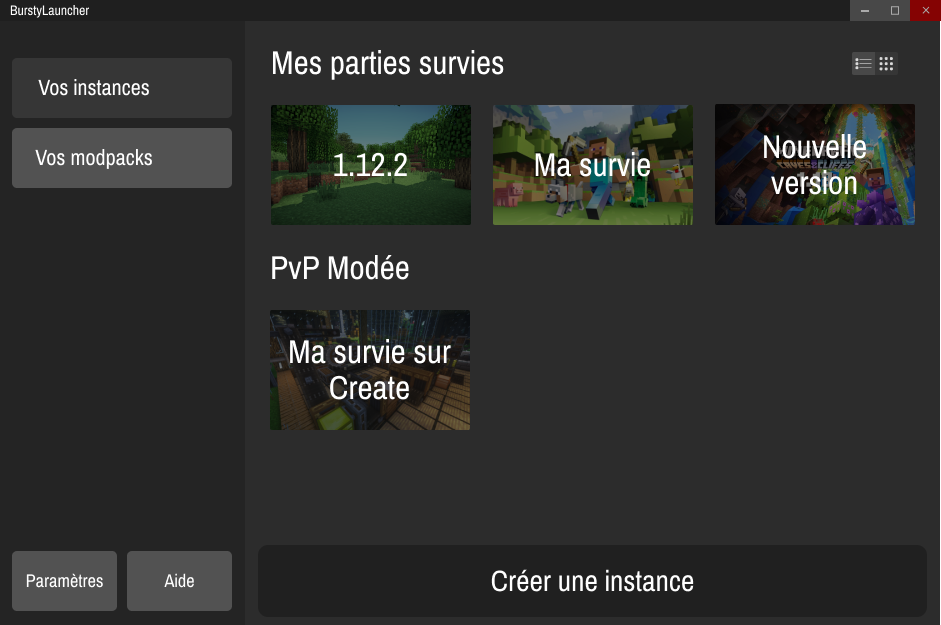 BurstyLauncher
Vos instances
Vos modpacks
Paramètres
Aide
Mes parties survies
1.12.2
Ma survie
Nouvelle
version
PvP Modée
Ma survie sur
Create
Créer une instance